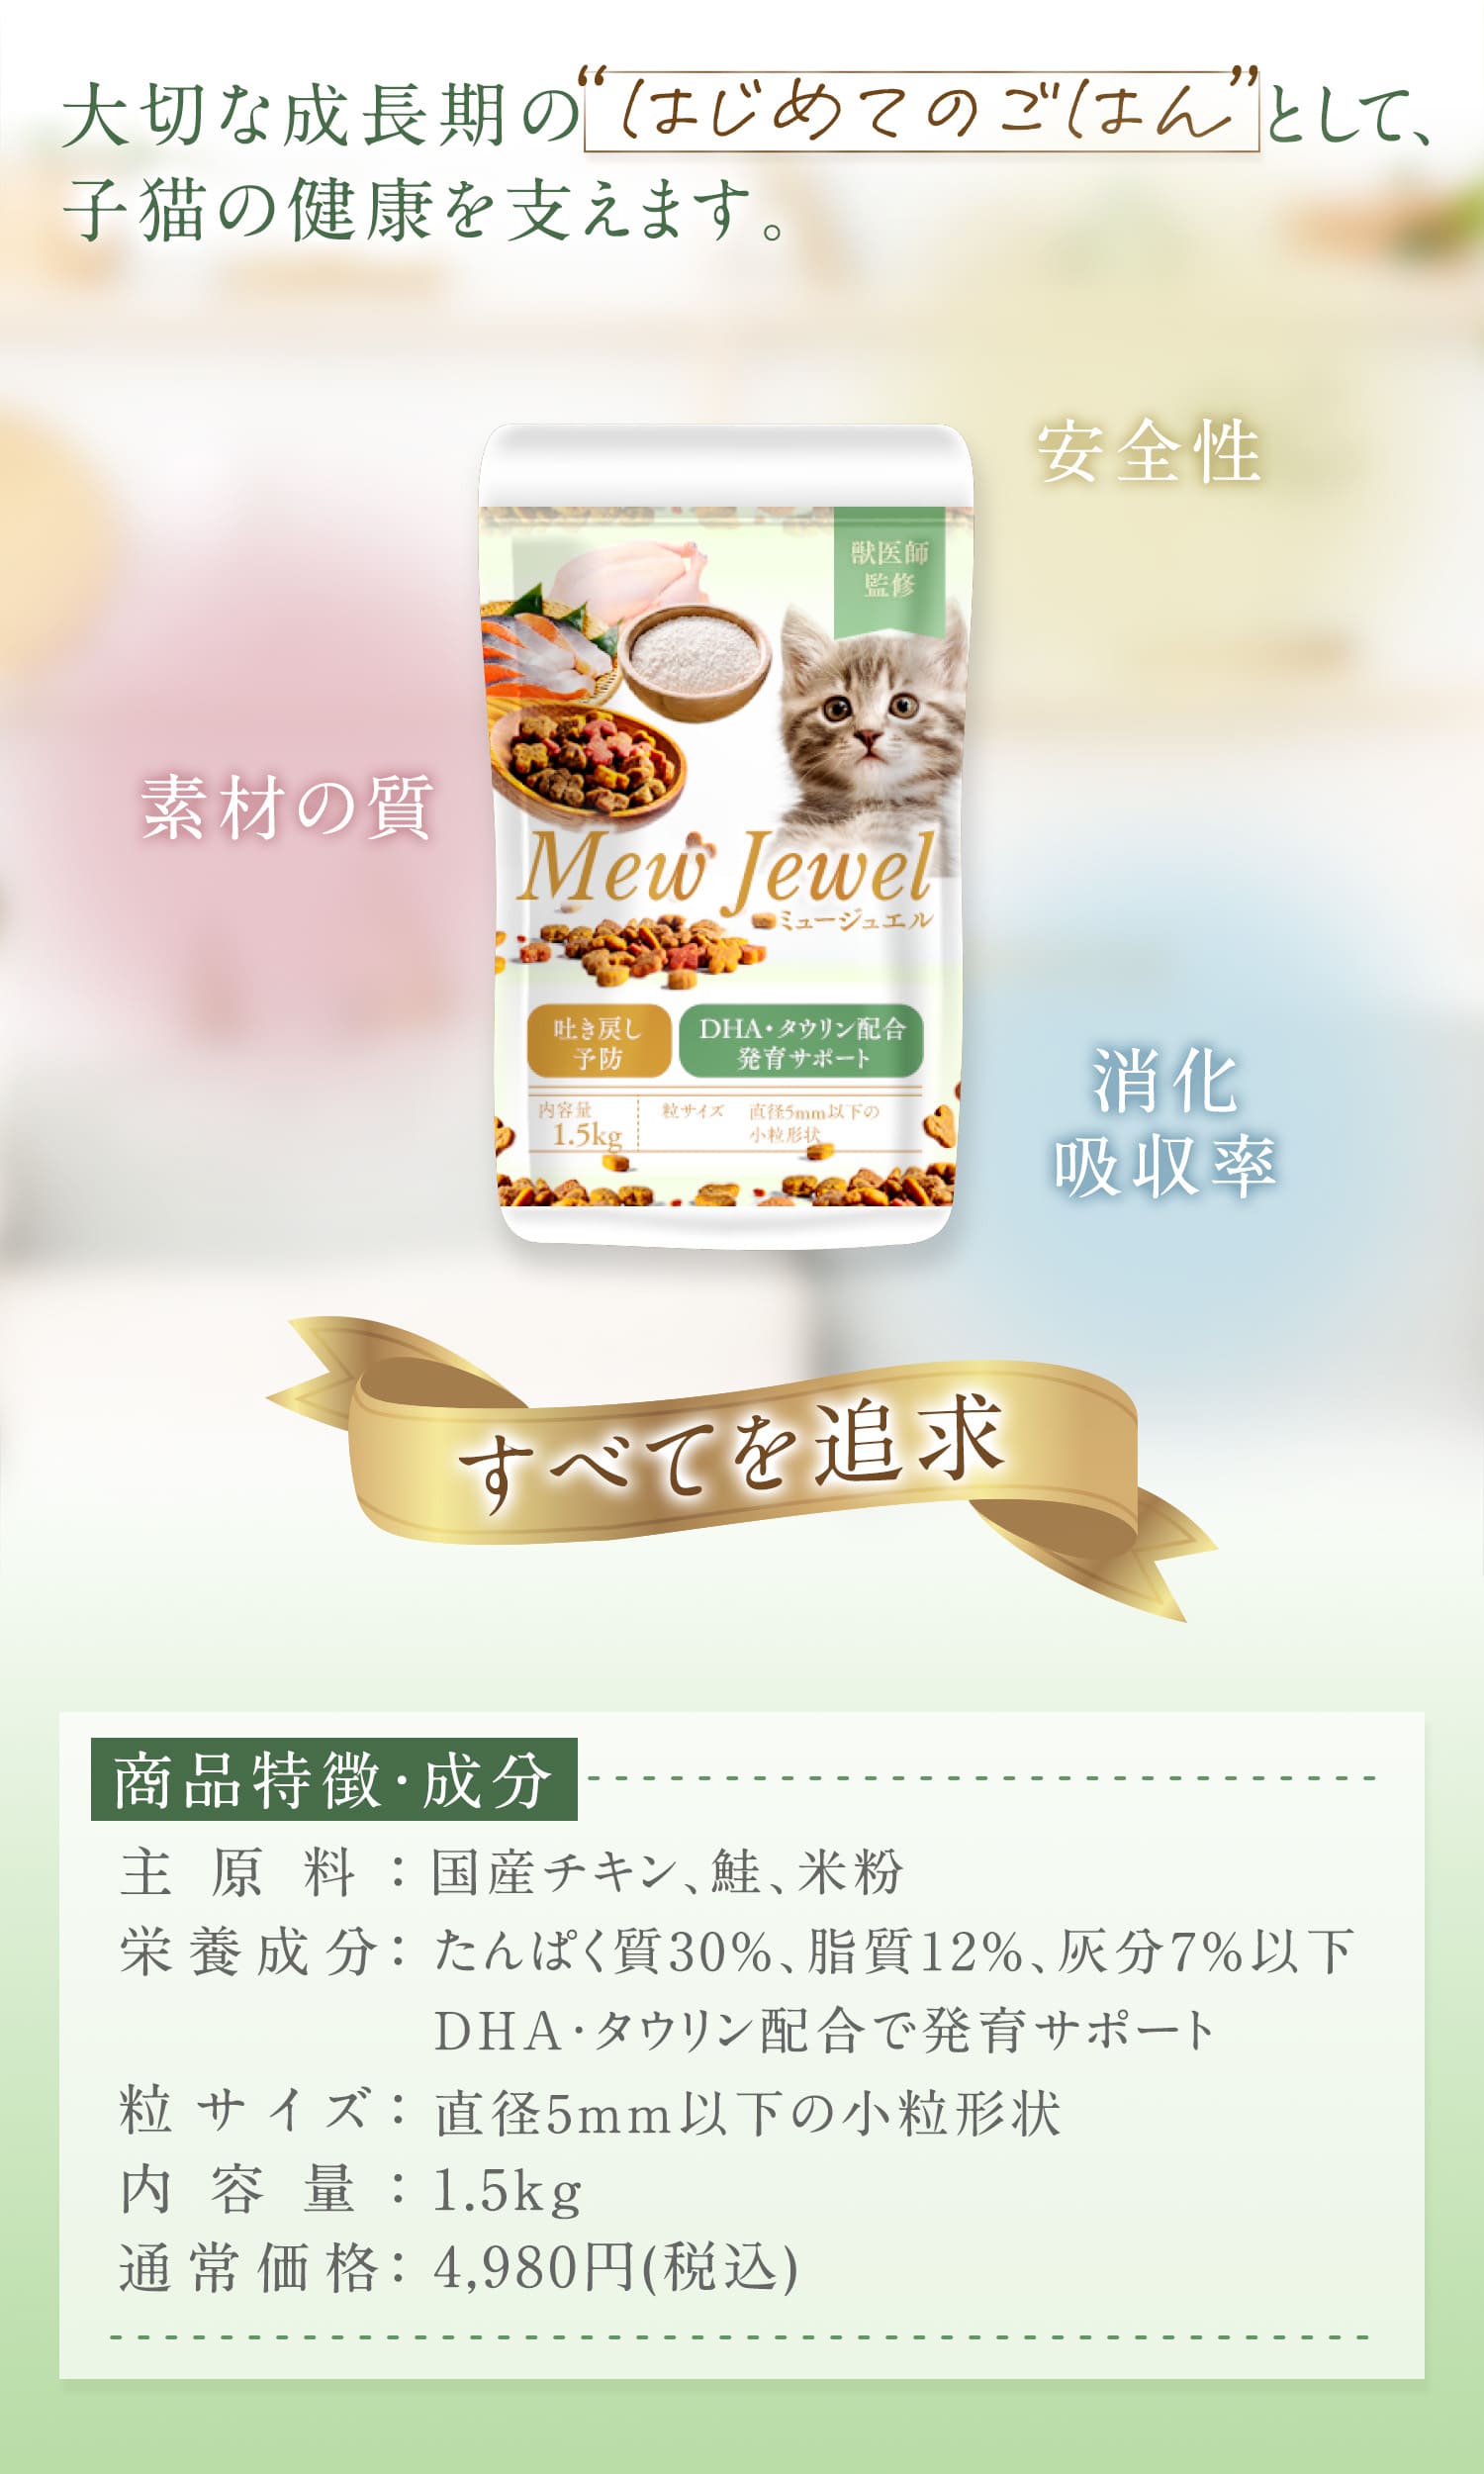 大切な成長期の“はじめてのごはん”として、
子猫の健康を支えます。
安全性
素材の質
消化
吸収率
獣医師
監修
Mew Jewel
ミュージュエル
吐き戻し
予防
DHA・タウリン配合
発育サポート
内容量
1.5kg
粒サイズ 直径5mm以下の
小粒形状
すべてを追求
商品特徴・成分
主原料：国産チキン、鮭、米粉
栄養成分：たんぱく質30%、脂質12%、灰分7%以下
DHA・タウリン配合で発育サポート
粒サイズ：直径5mm以下の小粒形状
内容量：1.5kg
通常価格：4,980円(税込)